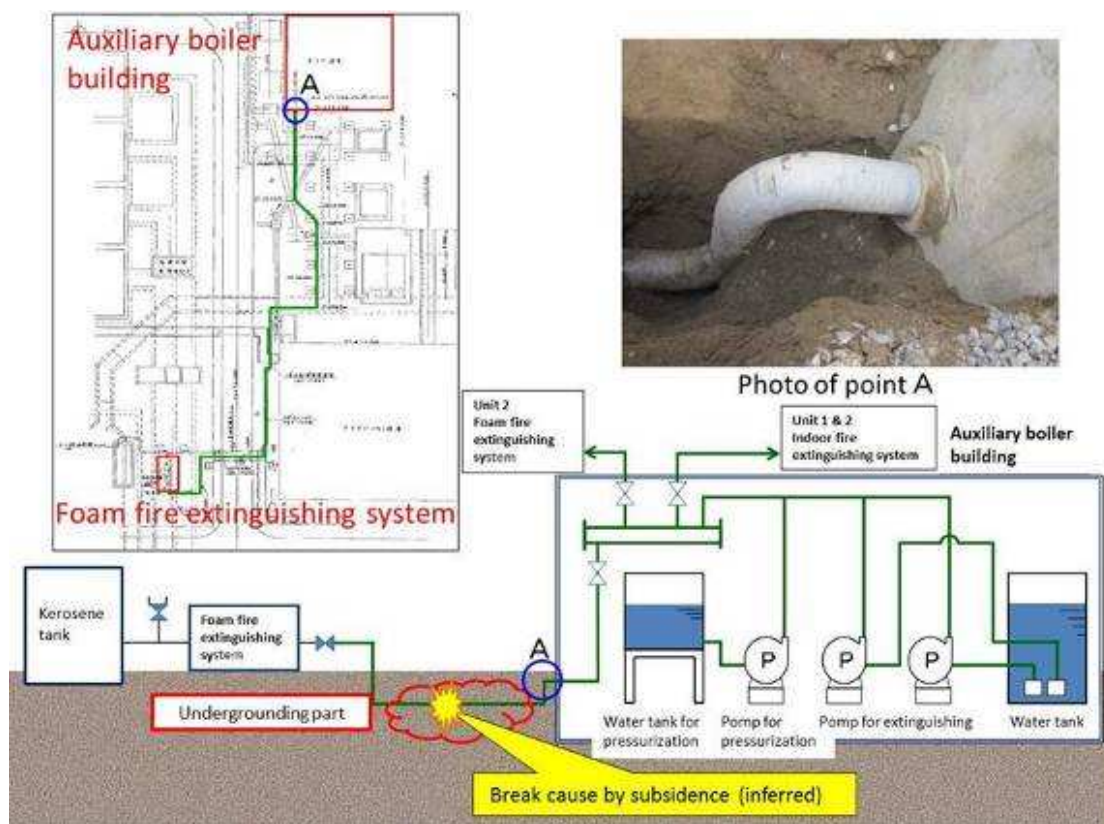 Auxiliary boiler
building
A
Foam fire extinguishing system
Photo of point A
Unit 2
Foam fire
extinguishing
system
Unit 1 & 2
Indoor fire
extinguishing system
Auxiliary boiler
building
Kerosene
tank
Foam fire
extinguishing
system
A
P
P
P
Undergrounding part
Water tank for
pressurization
Pump for
pressurization
Pump for extinguishing
Water tank
Break cause by subsidence (inferred)